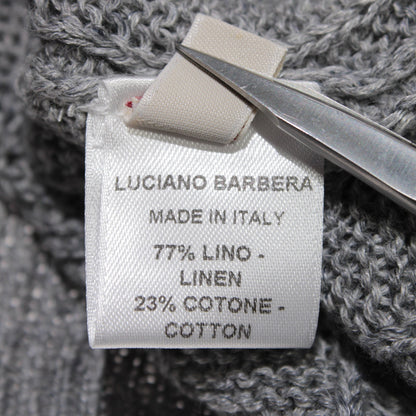 LUCIANO BARBERA
MADE IN ITALY
77% LINO -
LINEN
23% COTONE -
COTTON